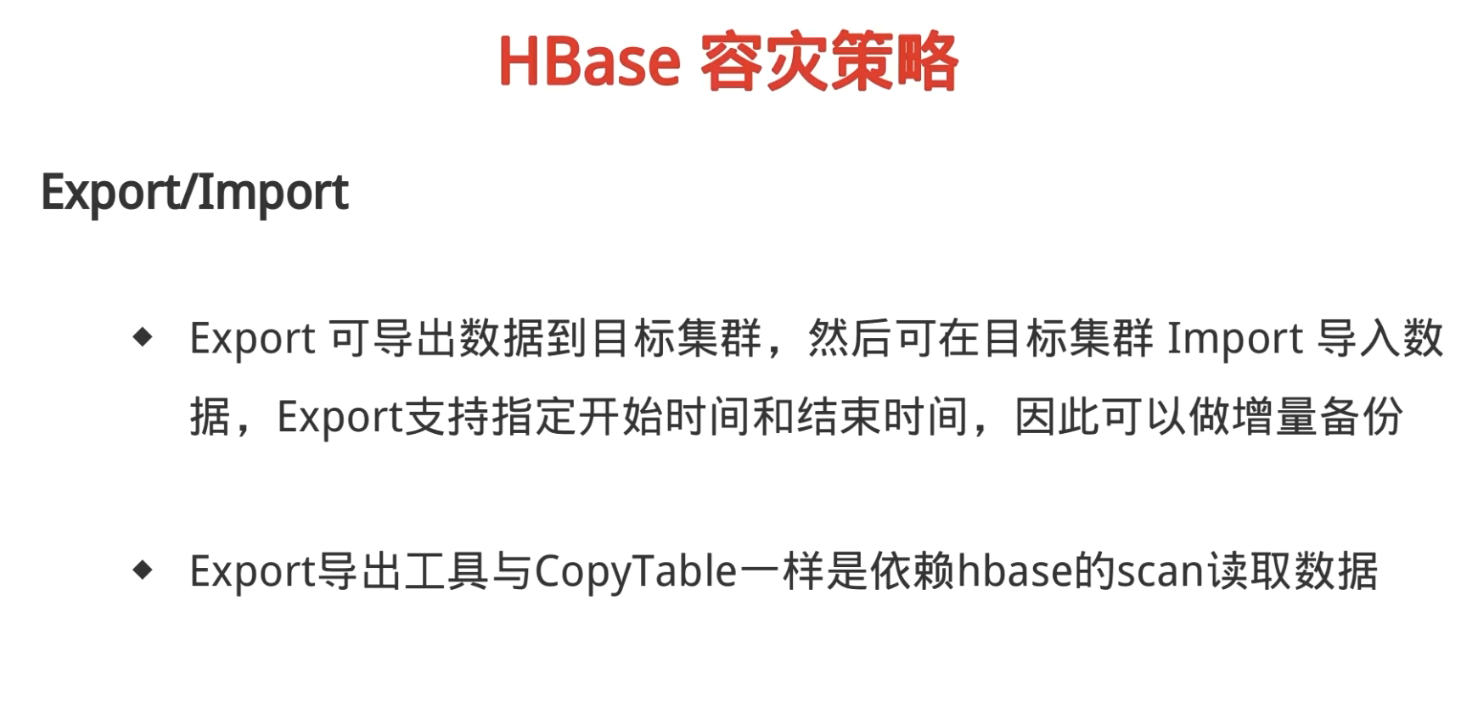 HBase 容灾策略
Export/Import
◆ Export 可导出数据到目标集群，然后可在目标集群 Import 导入数
据，Export支持指定开始时间和结束时间，因此可以做增量备份
◆ Export导出工具与CopyTable一样是依赖hbase的scan读取数据